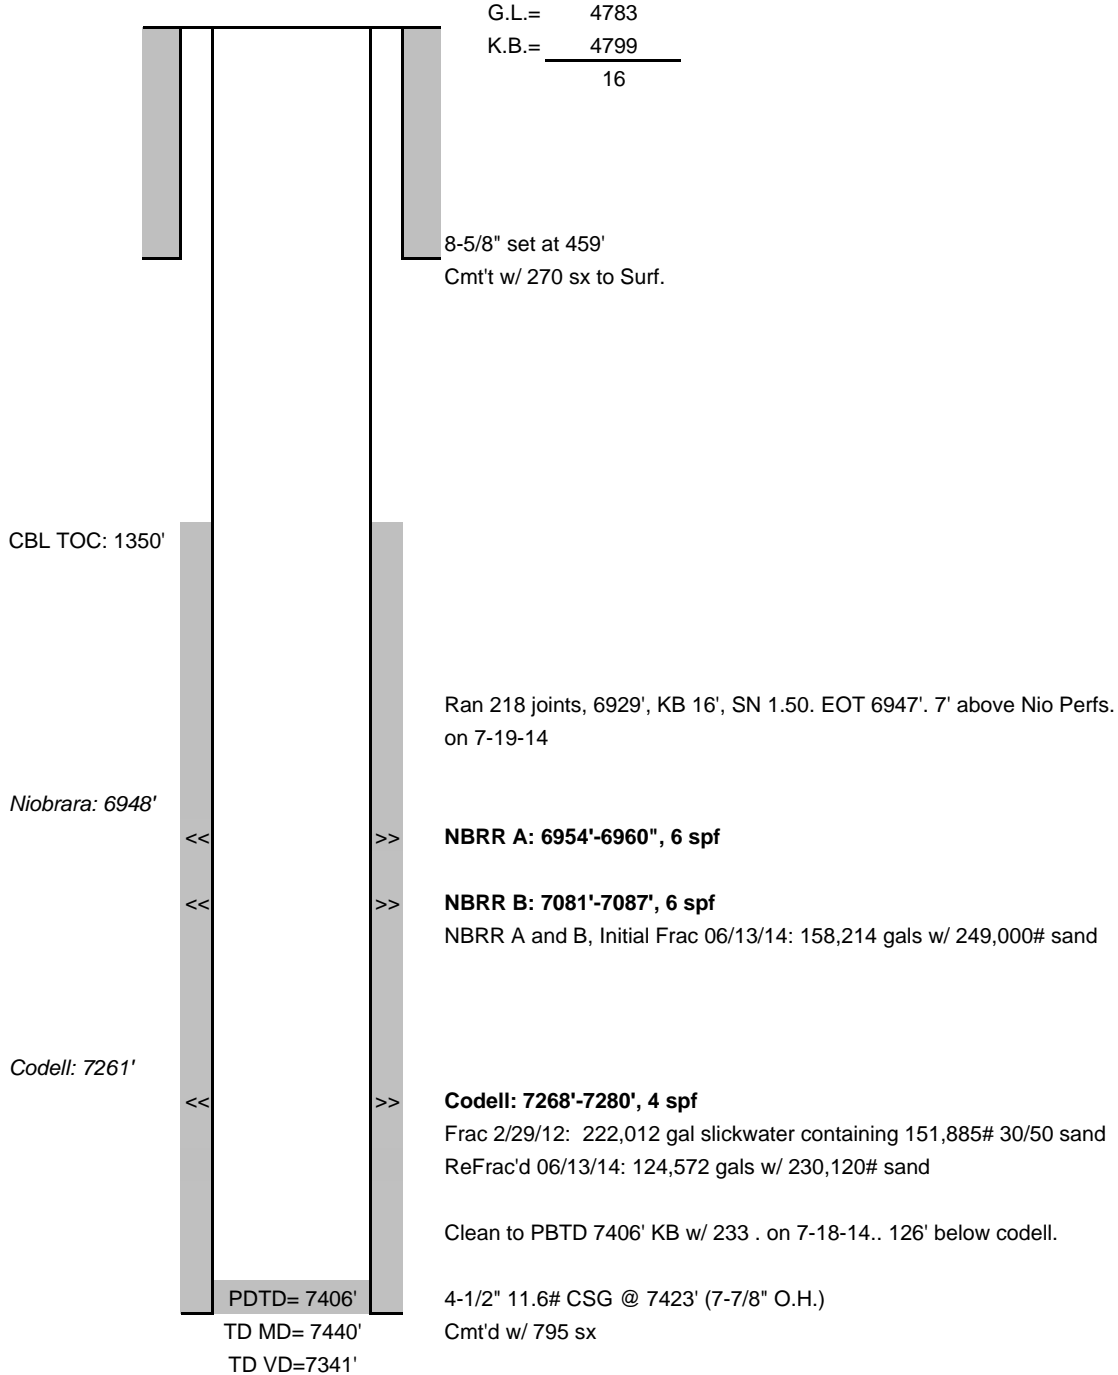 G.L.= 4783
K.B.= 4799
16
8-5/8" set at 459'
Cmt't w/ 270 sx to Surf.
CBL TOC: 1350'
Ran 218 joints, 6929', KB 16', SN 1.50. EOT 6947'. 7' above Nio Perfs.
on 7-19-14
Niobrara: 6948'
<< >> NBRR A: 6954'-6960", 6 spf
<< >> NBRR B: 7081'-7087', 6 spf
NBRR A and B, Initial Frac 06/13/14: 158,214 gals w/ 249,000# sand
Codell: 7261'
<< >> Codell: 7268'-7280', 4 spf
Frac 2/29/12:  222,012 gal slickwater containing 151,885# 30/50 sand
ReFrac'd 06/13/14: 124,572 gals w/ 230,120# sand
Clean to PBTD 7406' KB w/ 233 . on 7-18-14.. 126' below codell.
PDTD= 7406' 4-1/2" 11.6# CSG @ 7423' (7-7/8" O.H.)
TD MD= 7440' Cmt'd w/ 795 sx
TD VD=7341'